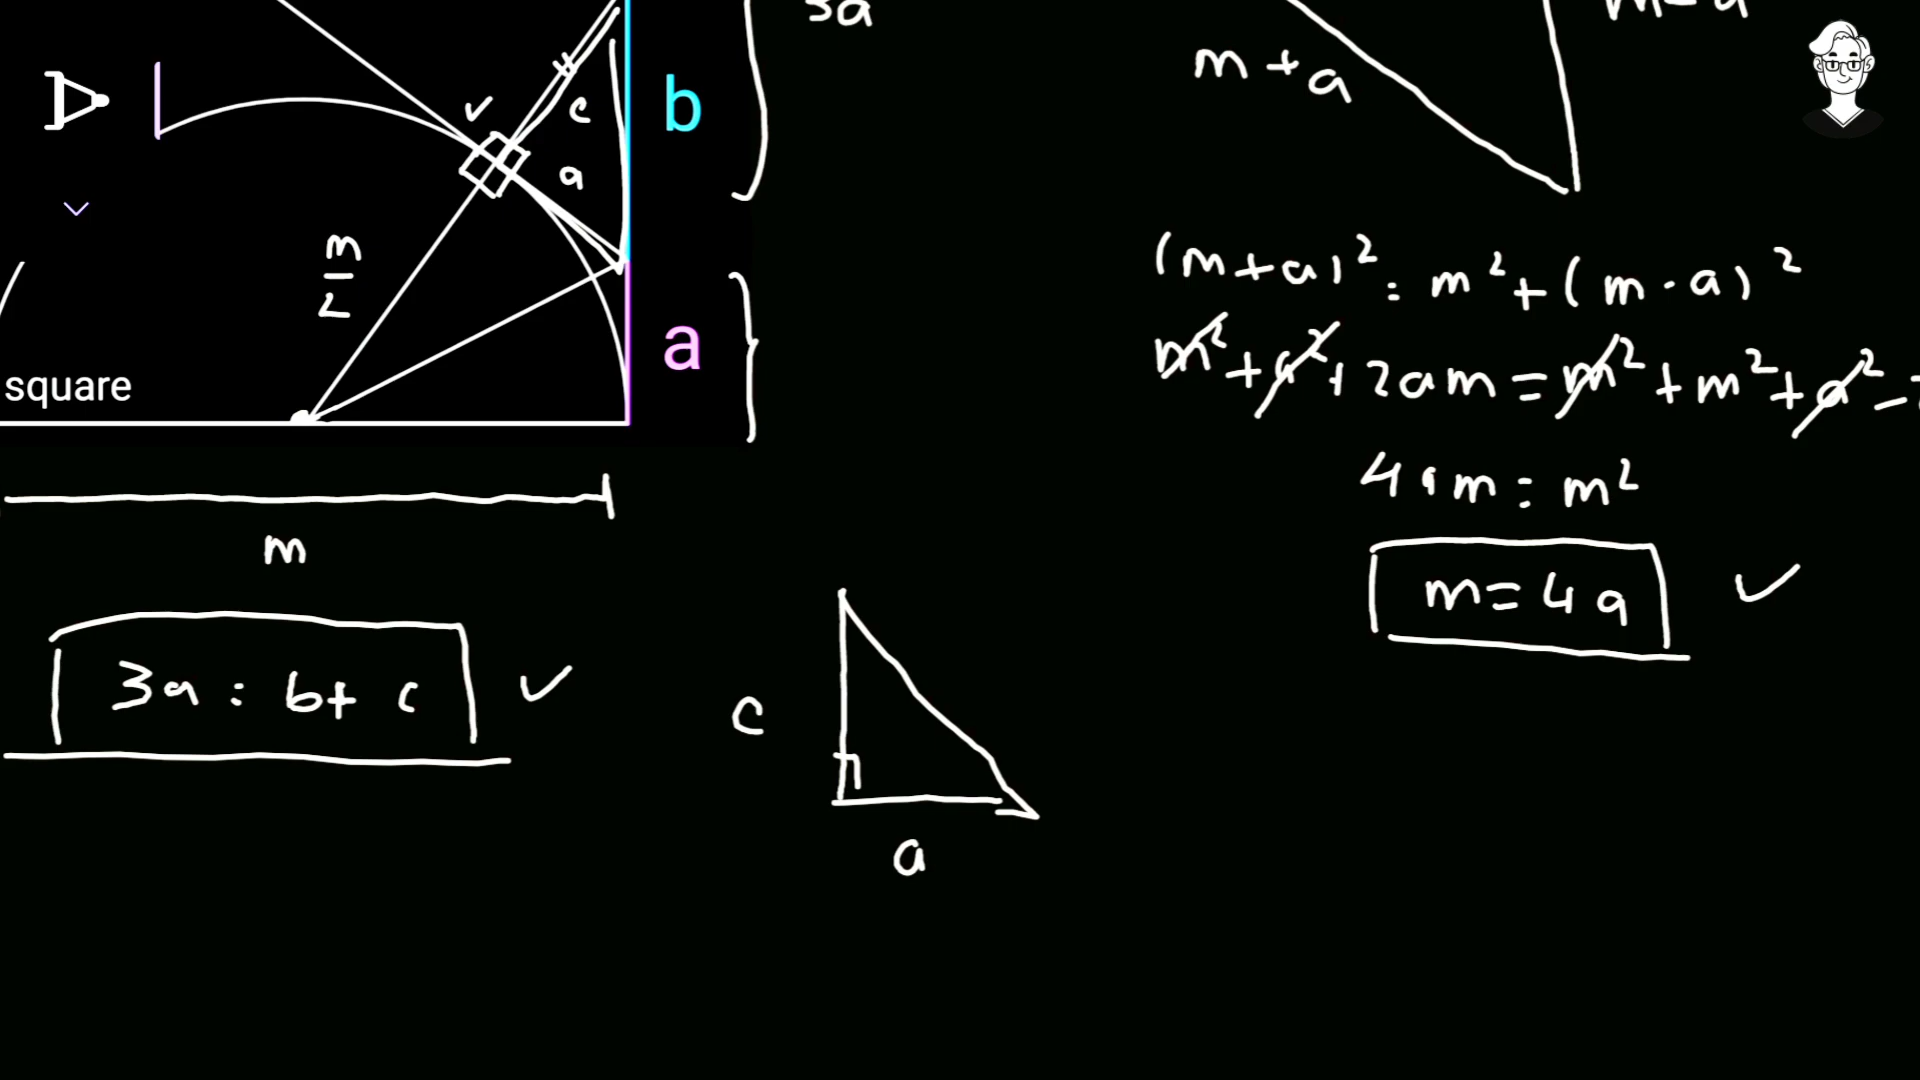 3a
m - a
m + a
b
c
a
m
2
a
square
m
(m+a)² = m² + (m - a)²
m² + a² + 2am = m² + m² + a² -
4am = m²
m = 4a
3a = b + c
c
a